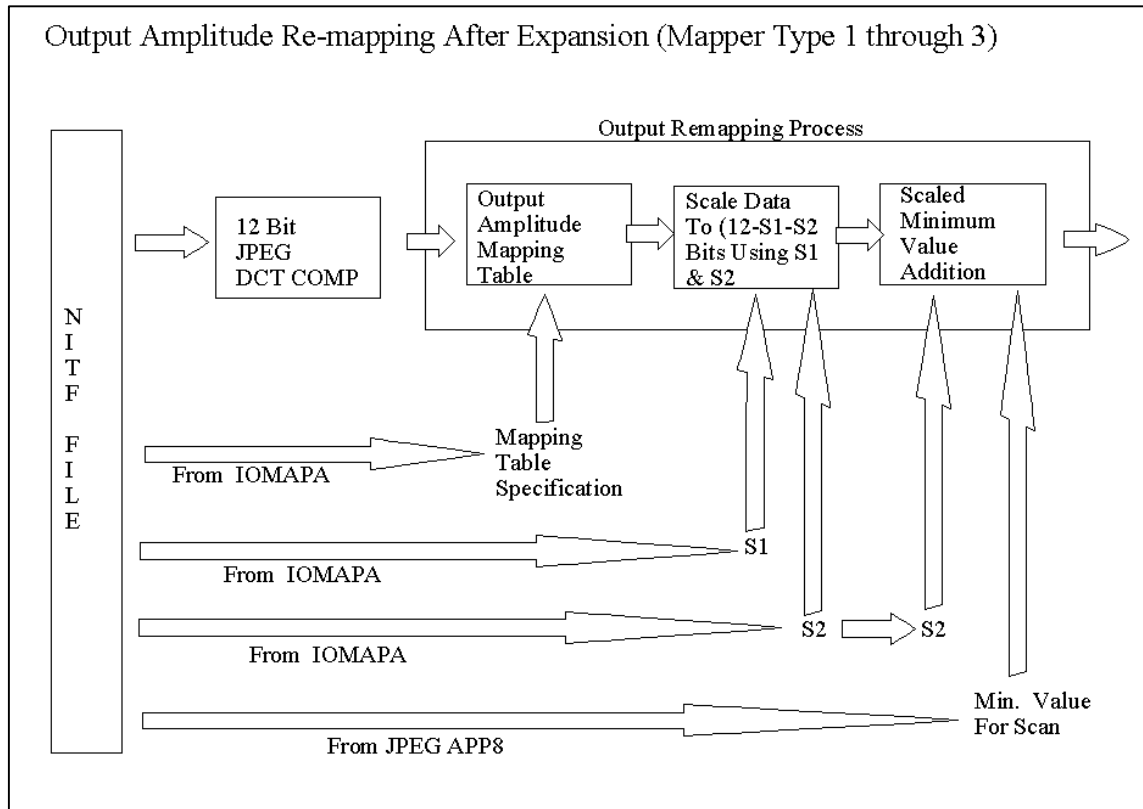 Output Amplitude Re-mapping After Expansion (Mapper Type 1 through 3)
Output Remapping Process
N
I
T
F
F
I
L
E
12 Bit
JPEG
DCT COMP
Output
Amplitude
Mapping
Table
Scale Data
To (12-S1-S2
Bits Using S1
& S2
Scaled
Minimum
Value
Addition
From IOMAPA
Mapping
Table
Specification
From IOMAPA
S1
From IOMAPA
S2
S2
From JPEG APP8
Min. Value
For Scan